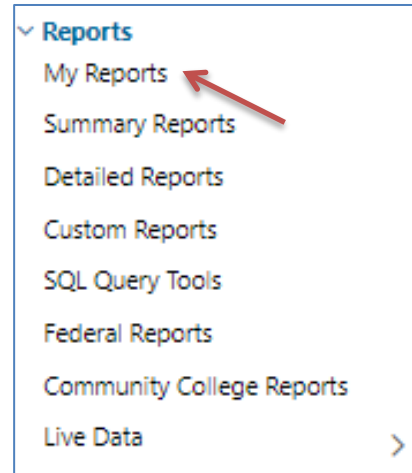 Reports
My Reports
Summary Reports
Detailed Reports
Custom Reports
SQL Query Tools
Federal Reports
Community College Reports
Live Data